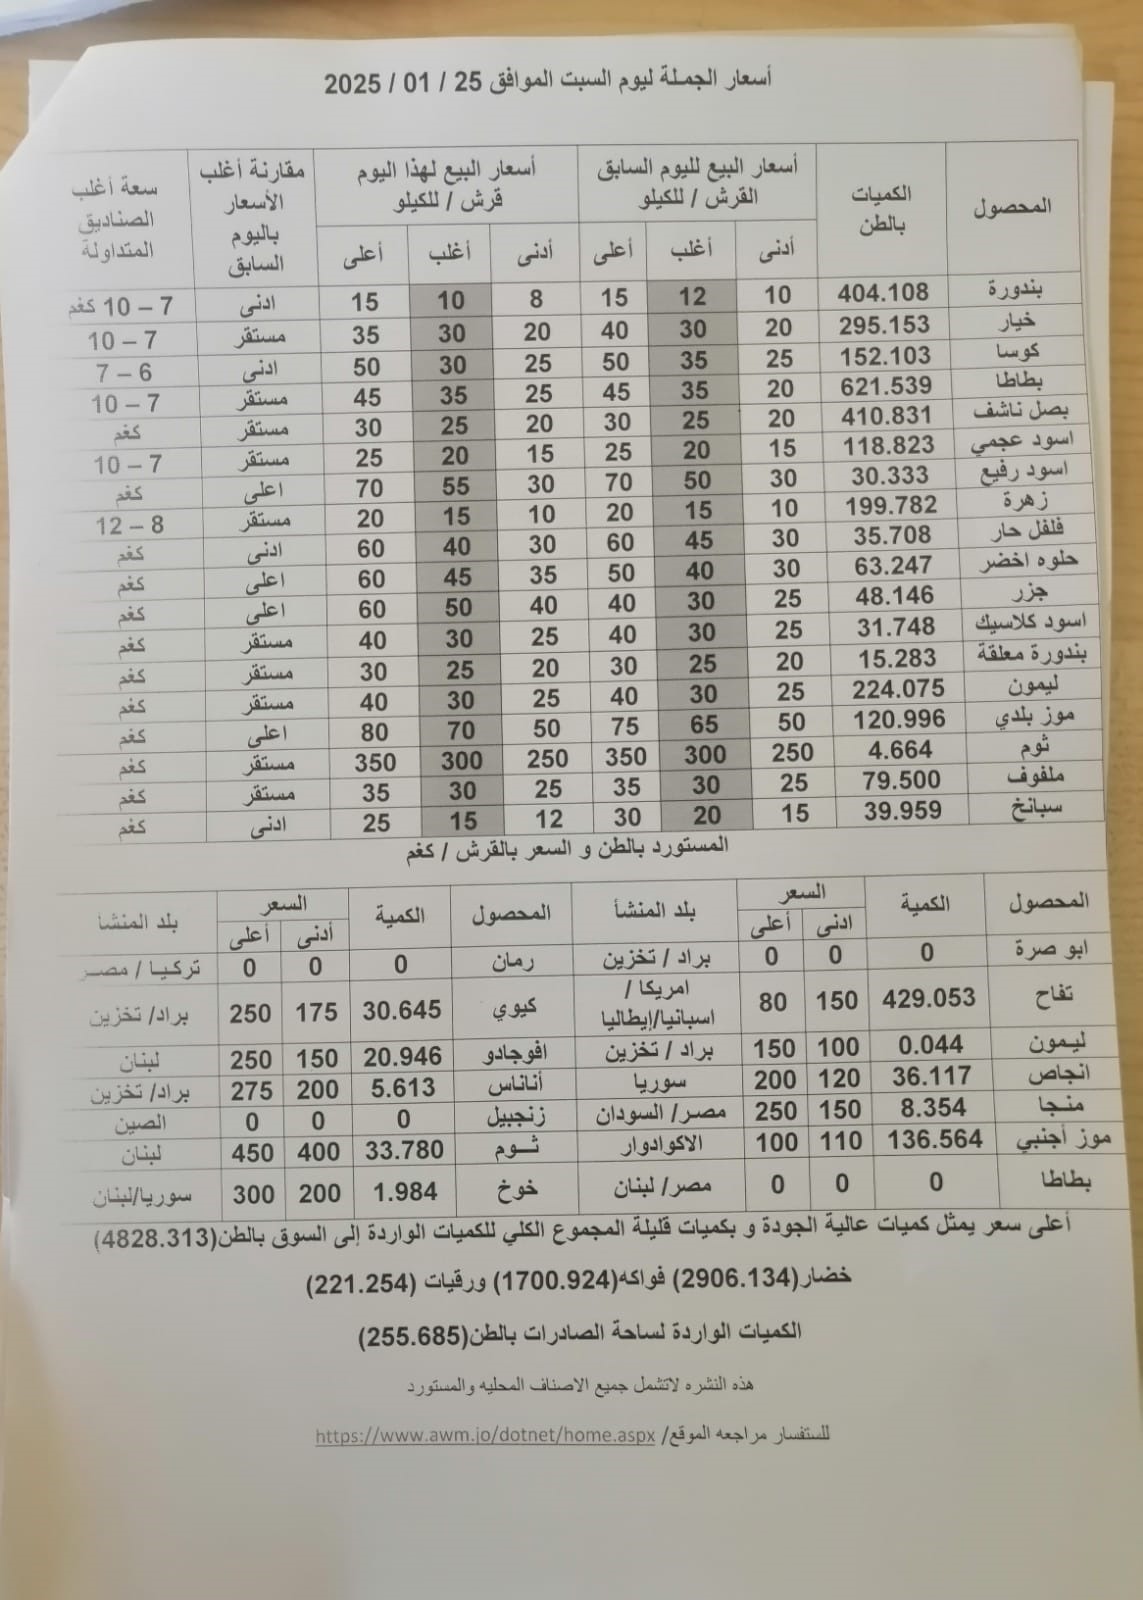 أسعار الجملة ليوم السبت الموافق 25 / 01 / 2025
المحصول الكميات بالطن أسعار البيع لليوم السابق القرش / للكيلو أسعار البيع لهذا اليوم قرش / للكيلو مقارنة أغلب الأسعار باليوم السابق سعة أغلب الصناديق المتداولة
أدنى أغلب أعلى أدنى أغلب أعلى
بندورة 404.108 10 12 15 8 10 15 ادنى 7 – 10 كغم
خيار 295.153 20 30 40 20 30 35 مستقر 7 – 10
كوسا 152.103 25 35 50 25 30 50 ادنى 6 – 7
بطاطا 621.539 20 35 45 25 35 45 مستقر 7 – 10
بصل ناشف 410.831 20 25 30 20 25 30 مستقر كغم
اسود عجمي 118.823 15 20 25 15 20 25 مستقر 7 – 10
اسود رفيع 30.333 30 50 70 30 55 70 اعلى كغم
زهرة 199.782 10 15 20 10 15 20 مستقر 8 – 12
فلفل حار 35.708 30 45 60 30 40 60 ادنى كغم
حلوه اخضر 63.247 30 40 50 35 45 60 اعلى كغم
جزر 48.146 25 30 40 40 50 60 اعلى كغم
اسود كلاسيك 31.748 25 30 40 25 30 40 مستقر كغم
بندورة معلقة 15.283 20 25 30 20 25 30 مستقر كغم
ليمون 224.075 25 30 40 25 30 40 مستقر كغم
موز بلدي 120.996 50 65 75 50 70 80 اعلى كغم
ثوم 4.664 250 300 350 250 300 350 مستقر كغم
ملفوف 79.500 25 30 35 25 30 35 مستقر كغم
سبانخ 39.959 15 20 30 12 15 25 ادنى كغم
المستورد بالطن و السعر بالقرش / كغم
المحصول الكمية السعر بلد المنشأ المحصول الكمية السعر بلد المنشأ
ادنى أعلى أدنى أعلى
ابو صرة 0 0 0 براد / تخزين رمان 0 0 0 تركيا / مصر
تفاح 429.053 150 80 امريكا / اسبانيا/إيطاليا كيوي 30.645 175 250 براد/ تخزين
ليمون 0.044 100 150 براد / تخزين افوجادو 20.946 150 250 لبنان
انجاص 36.117 120 200 سوريا أناناس 5.613 200 275 براد/ تخزين
منجا 8.354 150 250 مصر/ السودان زنجبيل 0 0 0 الصين
موز أجنبي 136.564 110 100 الاكوادوار ثـوم 33.780 400 450 لبنان
بطاطا 0 0 0 مصر/ لبنان خوخ 1.984 200 300 سوريا/لبنان
أعلى سعر يمثل كميات عالية الجودة و بكميات قليلة المجموع الكلي للكميات الواردة إلى السوق بالطن(4828.313)
خضار(2906.134) فواكه(1700.924) ورقيات (221.254)
الكميات الواردة لساحة الصادرات بالطن(255.685)
هذه النشره لاتشمل جميع الاصناف المحليه والمستورد
للستفسار مراجعه الموقع/ https://www.awm.jo/dotnet/home.aspx